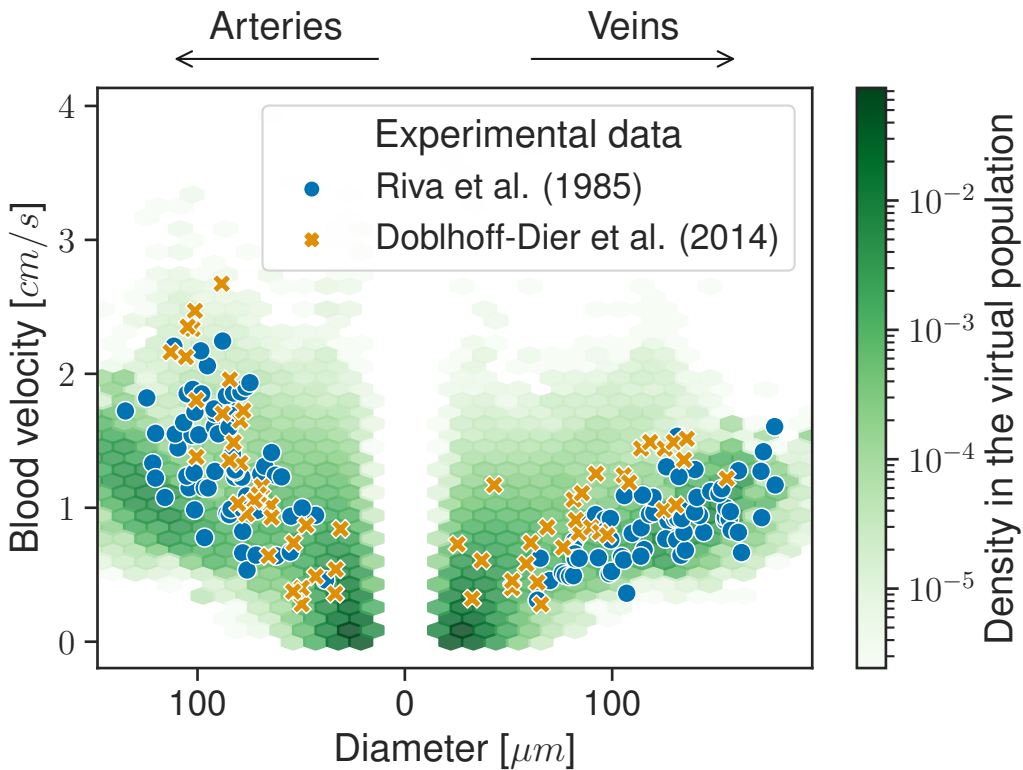 Arteries
Veins
Experimental data
Riva et al. (1985)
Doblhoff-Dier et al. (2014)
Blood velocity [cm/s]
4
3
2
1
0
100
0
100
Diameter [μm]
10⁻²
10⁻³
10⁻⁴
10⁻⁵
Density in the virtual population